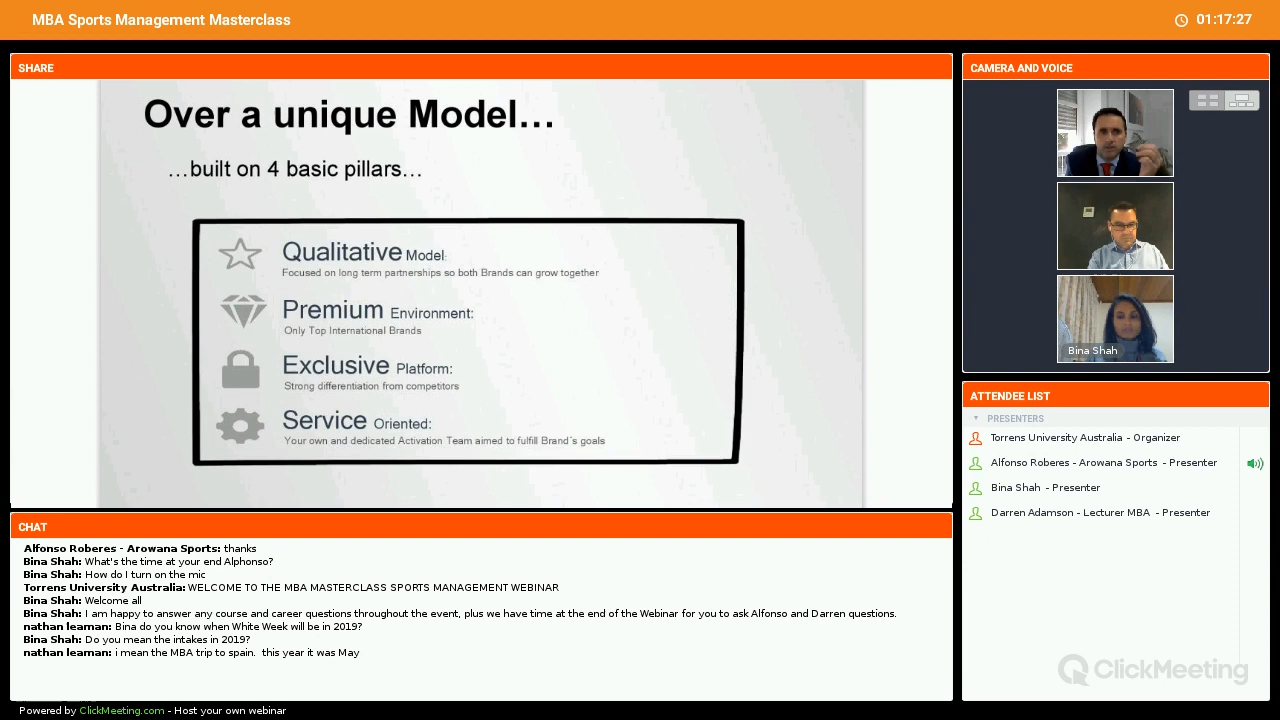 MBA Sports Management Masterclass
01:17:27
SHARE
Over a unique Model...
...built on 4 basic pillars...
Qualitative Model:
Focused on long term partnerships so both Brands can grow together
Premium Environment:
Only Top International Brands
Exclusive Platform:
Strong differentiation from competitors
Service Oriented:
Your own and dedicated Activation Team aimed to fulfill Brand´s goals
CAMERA AND VOICE
Bina Shah
ATTENDEE LIST
PRESENTERS
Torrens University Australia - Organizer
Alfonso Roberes - Arowana Sports - Presenter
Bina Shah - Presenter
Darren Adamson - Lecturer MBA - Presenter
ClickMeeting
CHAT
Alfonso Roberes - Arowana Sports: thanks
Bina Shah: What's the time at your end Alphonso?
Bina Shah: How do I turn on the mic
Torrens University Australia: WELCOME TO THE MBA MASTERCLASS SPORTS MANAGEMENT WEBINAR
Bina Shah: Welcome all
Bina Shah: I am happy to answer any course and career questions throughout the event, plus we have time at the end of the Webinar for you to ask Alfonso and Darren questions.
nathan leaman: Bina do you know when White Week will be in 2019?
Bina Shah: Do you mean the intakes in 2019?
nathan leaman: i mean the MBA trip to spain. this year it was May
Powered by ClickMeeting.com - Host your own webinar